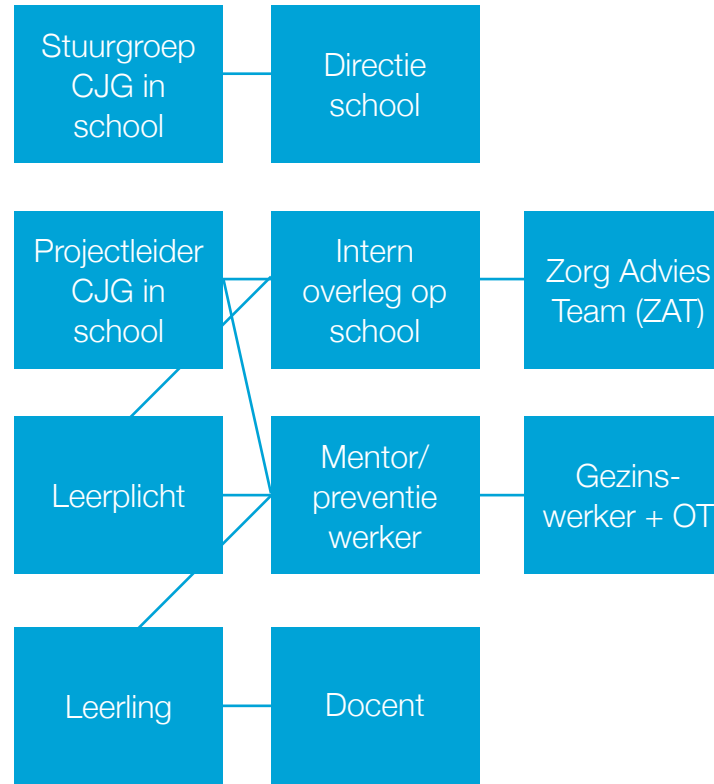 Stuurgroep
CJG in
school
Directie
school
Projectleider
CJG in
school
Intern
overleg op
school
Zorg Advies
Team (ZAT)
Leerplicht
Mentor/
preventie
werker
Gezins-
werker + OT
Leerling
Docent